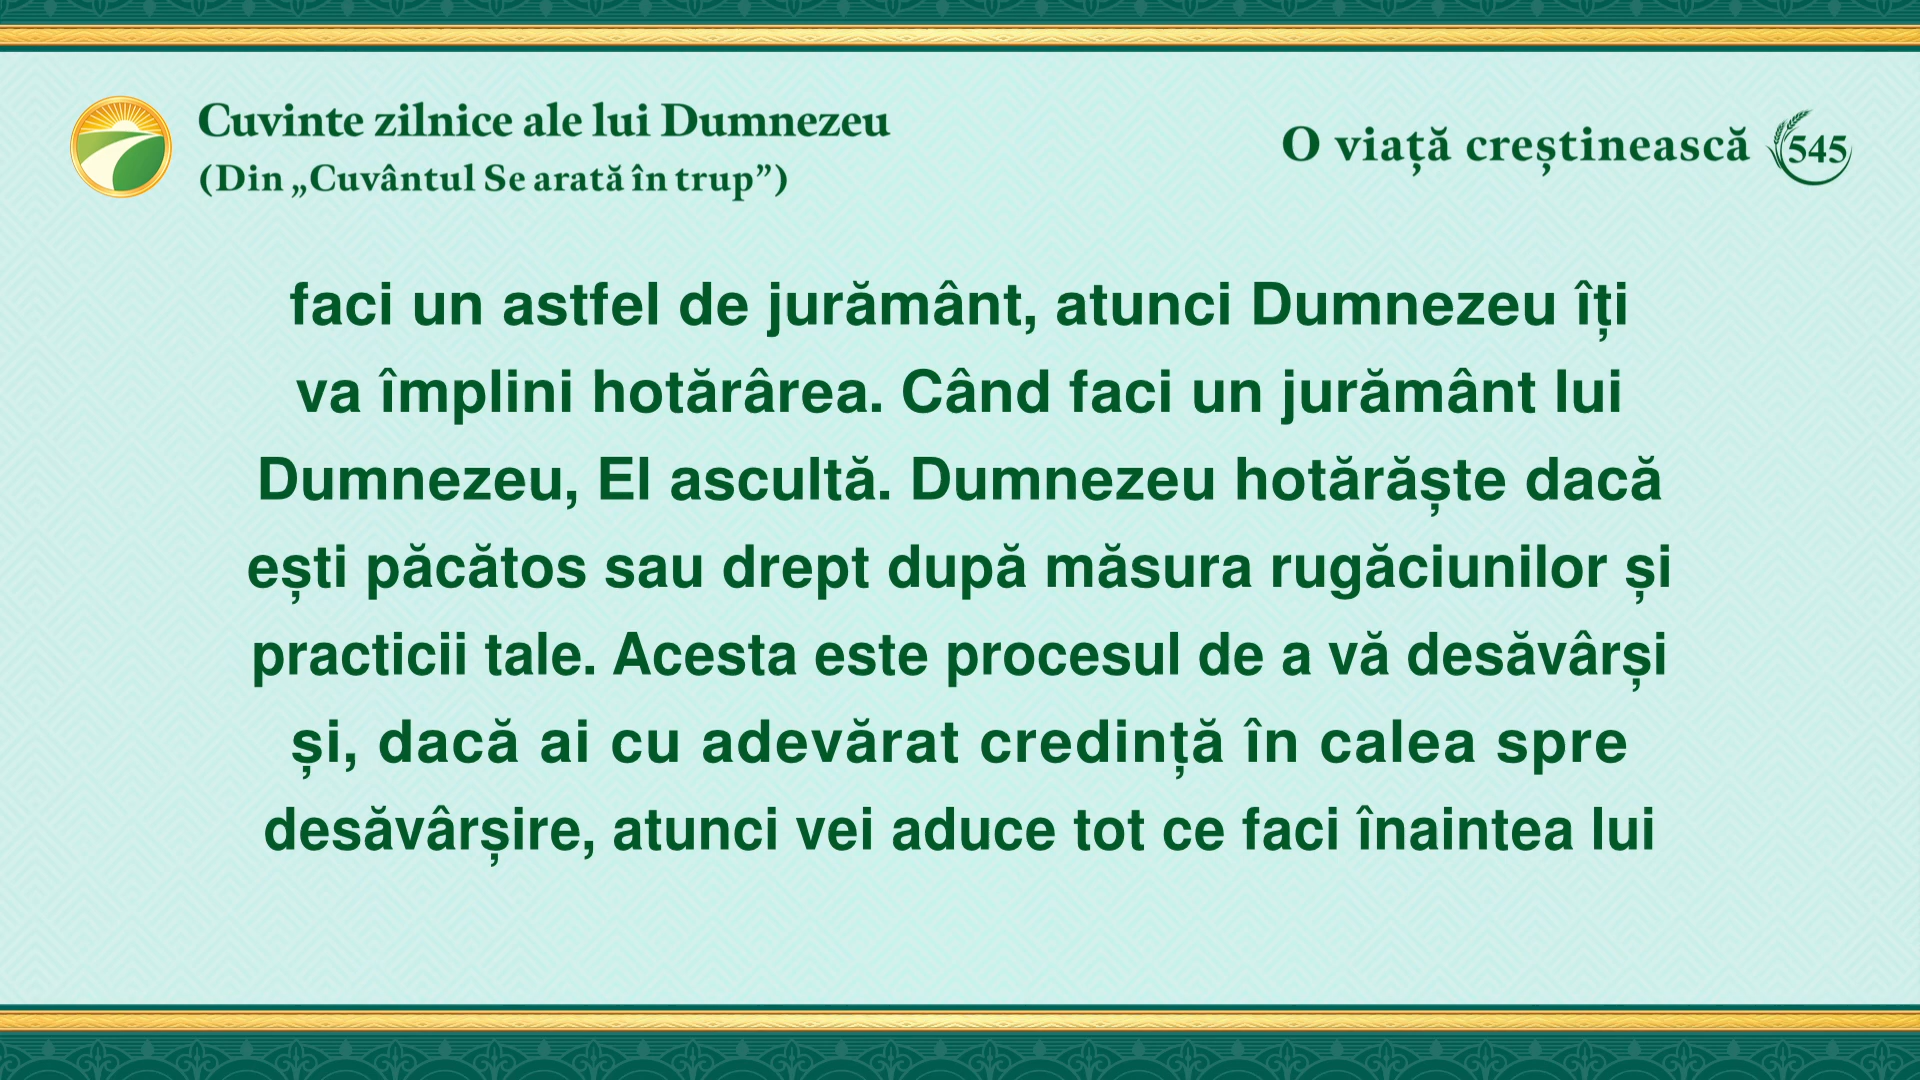 Cuvinte zilnice ale lui Dumnezeu
(Din „Cuvântul Se arată în trup”)
O viață creștinească 545
faci un astfel de jurământ, atunci Dumnezeu îți
va împlini hotărârea. Când faci un jurământ lui
Dumnezeu, El ascultă. Dumnezeu hotărăște dacă
ești păcătos sau drept după măsura rugăciunilor și
practicii tale. Acesta este procesul de a vă desăvârși
și, dacă ai cu adevărat credință în calea spre
desăvârșire, atunci vei aduce tot ce faci înaintea lui